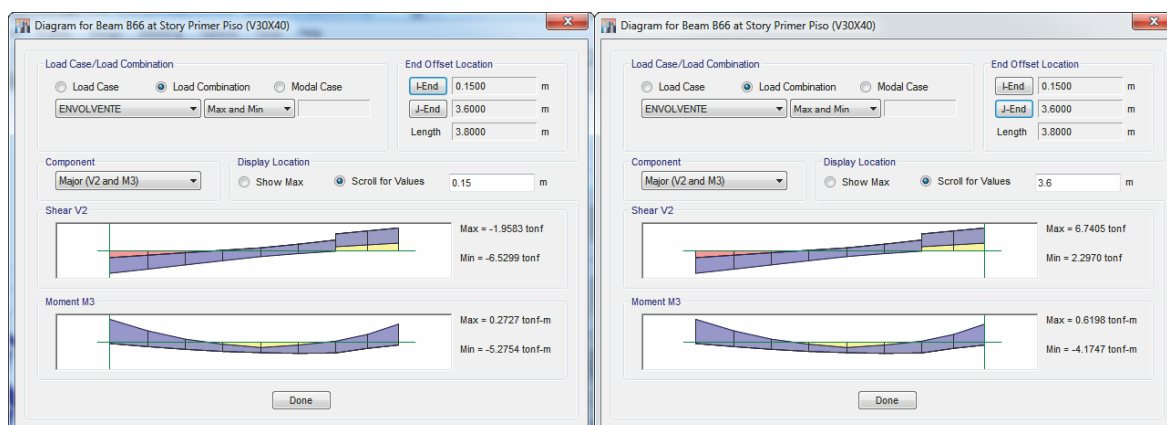 Diagram for Beam B66 at Story Primer Piso (V30X40)
Load Case/Load Combination
Load Case Load Combination Modal Case
ENVOLVENTE Max and Min
End Offset Location
I-End 0.1500 m
J-End 3.6000 m
Length 3.8000 m
Component
Major (V2 and M3)
Display Location
Show Max Scroll for Values 0.15 m
Shear V2
Max = -1.9583 tonf
Min = -6.5299 tonf
Moment M3
Max = 0.2727 tonf-m
Min = -5.2754 tonf-m
Done
Diagram for Beam B66 at Story Primer Piso (V30X40)
Load Case/Load Combination
Load Case Load Combination Modal Case
ENVOLVENTE Max and Min
End Offset Location
I-End 0.1500 m
J-End 3.6000 m
Length 3.8000 m
Component
Major (V2 and M3)
Display Location
Show Max Scroll for Values 3.6 m
Shear V2
Max = 6.7405 tonf
Min = 2.2970 tonf
Moment M3
Max = 0.6198 tonf-m
Min = -4.1747 tonf-m
Done